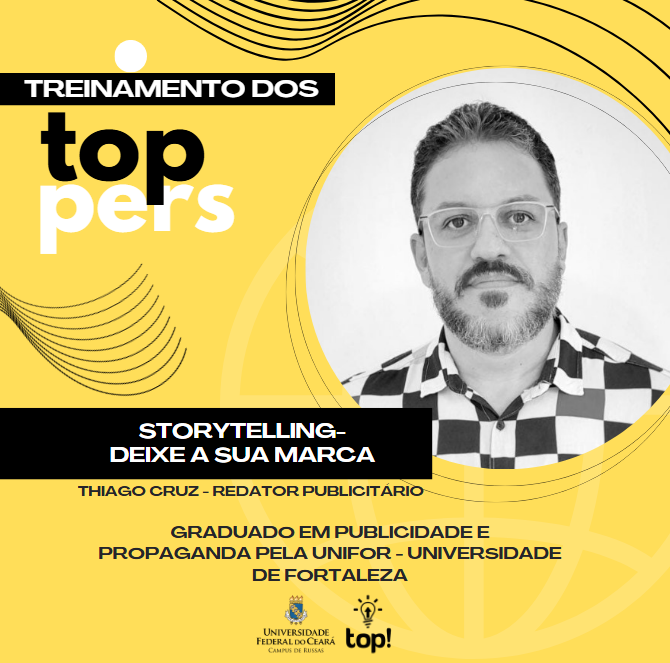 TREINAMENTO DOS
top
pers
STORYTELLING-
DEIXE A SUA MARCA
THIAGO CRUZ - REDATOR PUBLICITÁRIO
GRADUADO EM PUBLICIDADE E
PROPAGANDA PELA UNIFOR - UNIVERSIDADE
DE FORTALEZA
UNIVERSIDADE
FEDERAL DO CEARÁ
CAMPUS DE RUSSAS
top!